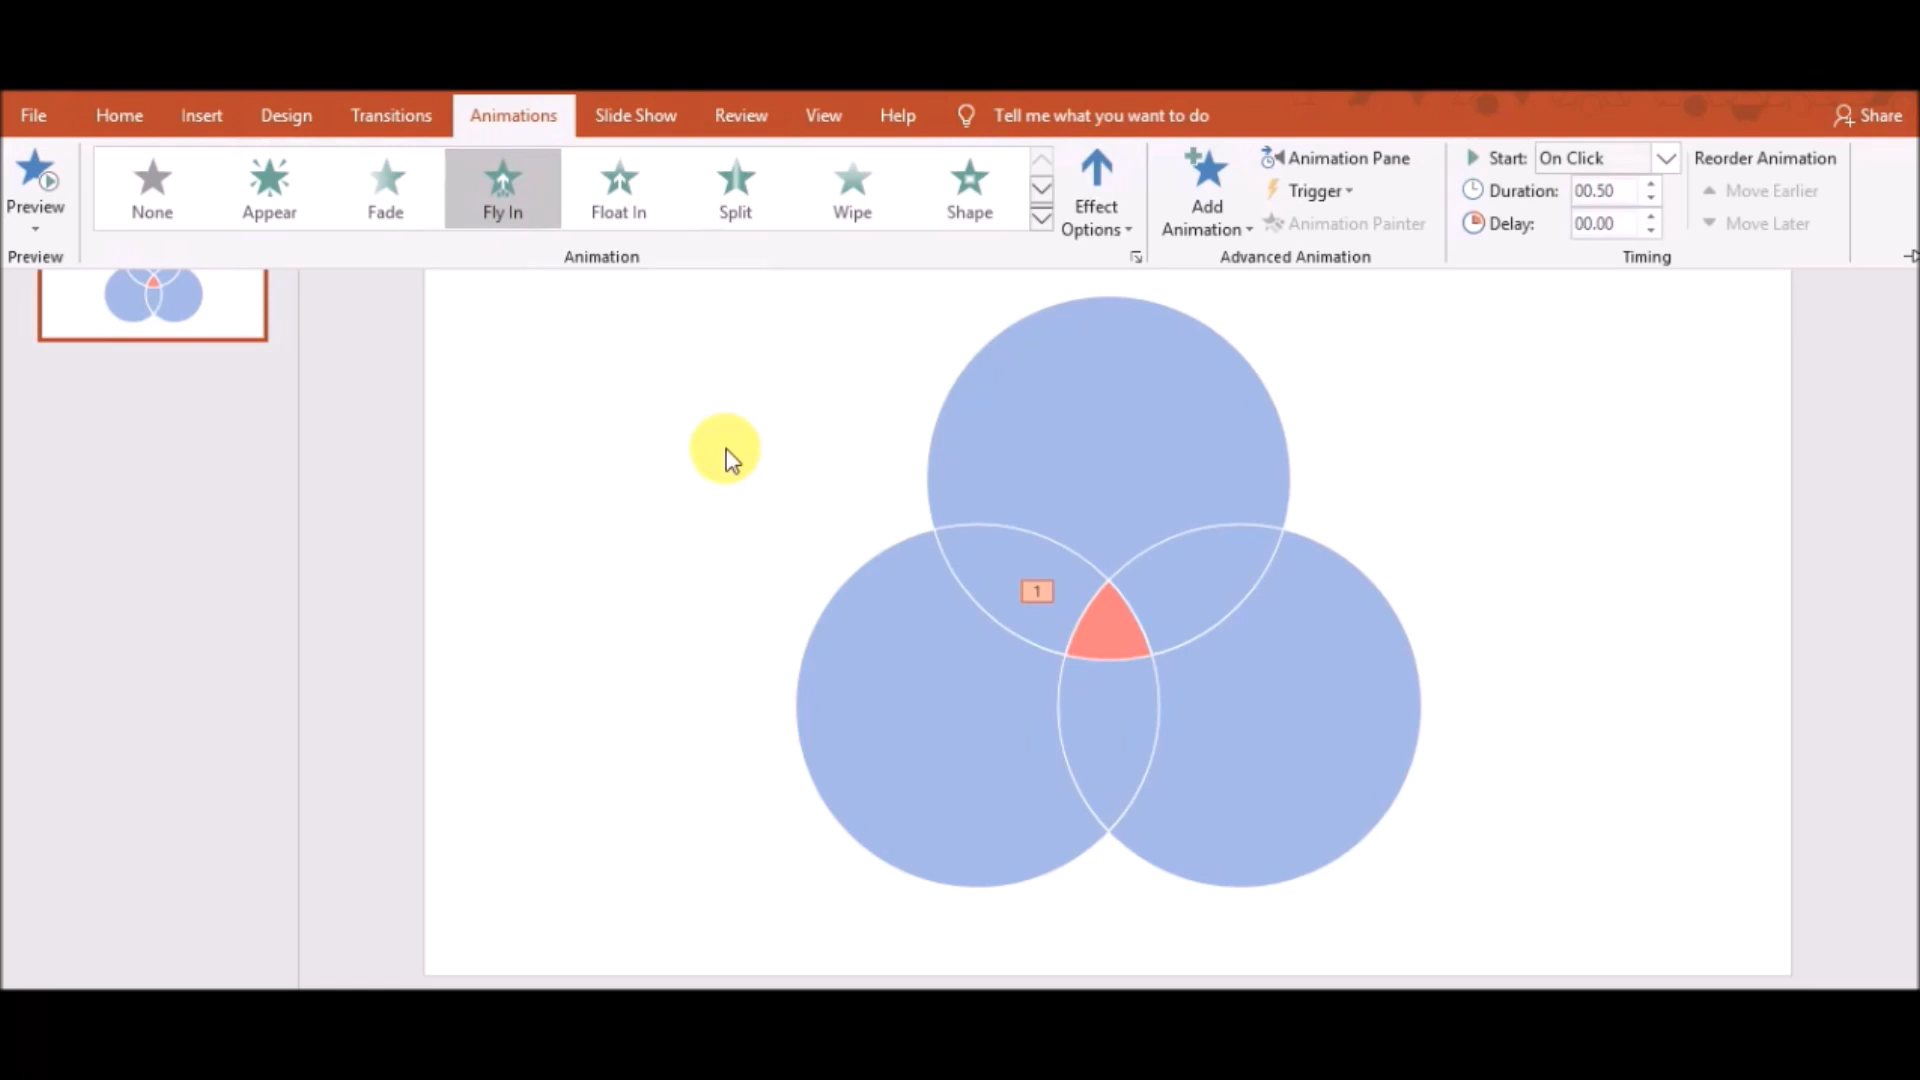 File Home Insert Design Transitions Animations Slide Show Review View Help Tell me what you want to do Share
Preview
Preview
None Appear Fade Fly In Float In Split Wipe Shape
Animation
Effect
Options
Add
Animation
Animation Pane
Trigger
Animation Painter
Advanced Animation
Start: On Click
Duration: 00.50
Delay: 00.00
Timing
Reorder Animation
Move Earlier
Move Later
1